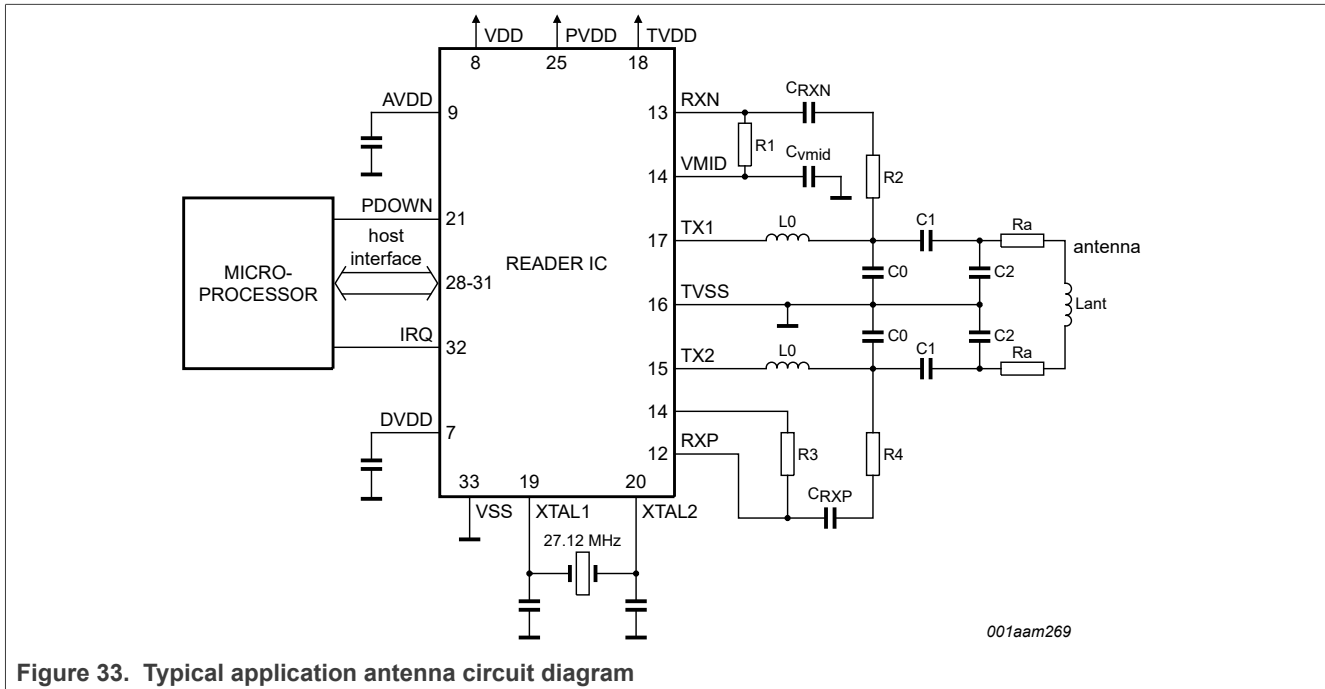 VDD PVDD TVDD
8 25 18
AVDD
9
RXN
13
CRXN
R1
VMID
14
Cvmid
R2
PDOWN
21
host
interface
28-31
MICRO-
PROCESSOR
READER IC
TX1
17
L0
C1
Ra
antenna
C0
C2
TVSS
16
Lant
C0
C2
IRQ
32
TX2
15
L0
C1
Ra
14
RXP
12
R3
R4
CRXP
DVDD
7
33 19 20
VSS XTAL1 XTAL2
27.12 MHz
001aam269
Figure 33. Typical application antenna circuit diagram